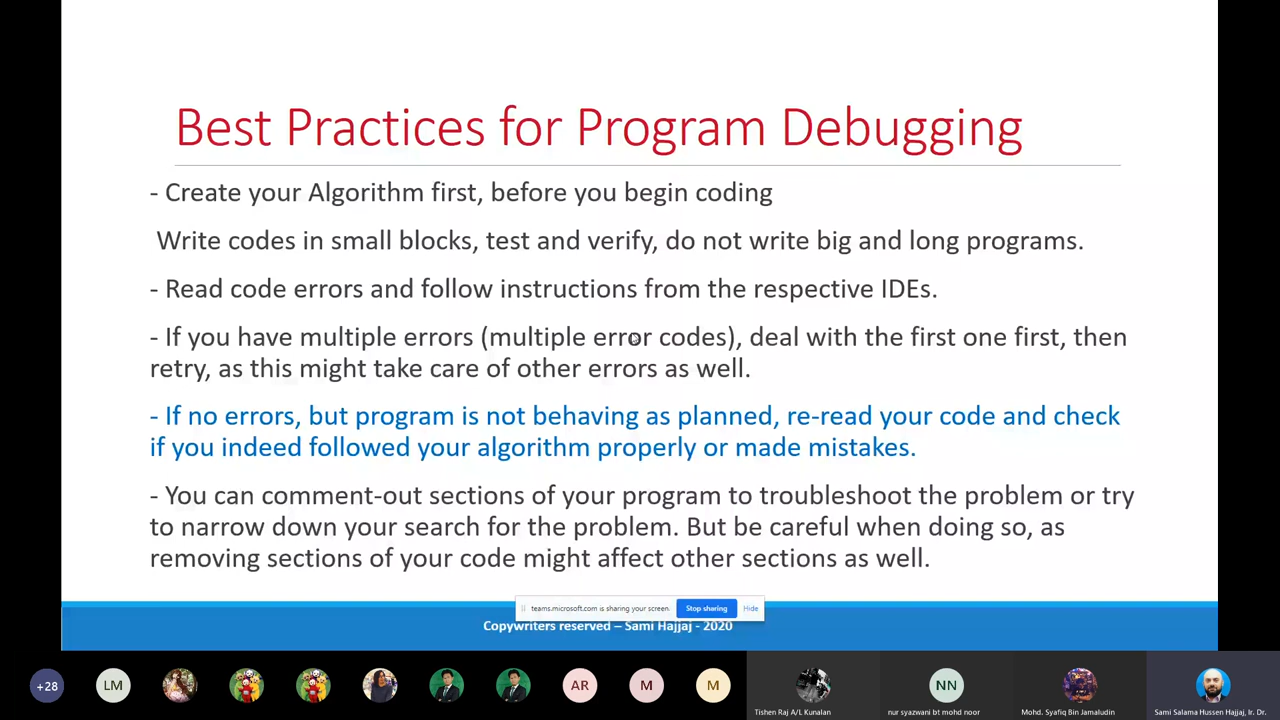 Best Practices for Program Debugging
- Create your Algorithm first, before you begin coding
Write codes in small blocks, test and verify, do not write big and long programs.
- Read code errors and follow instructions from the respective IDEs.
- If you have multiple errors (multiple error codes), deal with the first one first, then
retry, as this might take care of other errors as well.
- If no errors, but program is not behaving as planned, re-read your code and check
if you indeed followed your algorithm properly or made mistakes.
- You can comment-out sections of your program to troubleshoot the problem or try
to narrow down your search for the problem. But be careful when doing so, as
removing sections of your code might affect other sections as well.
teams.microsoft.com is sharing your screen. Stop sharing Hide
Copywriters reserved – Sami Hajjaj - 2020
+28 LM AR M M NN
Tishen Raj A/L Kunalan nur syazwani bt mohd noor Mohd. Syafiq Bin Jamaludin Sami Salama Hussen Hajjaj, Ir. Dr.